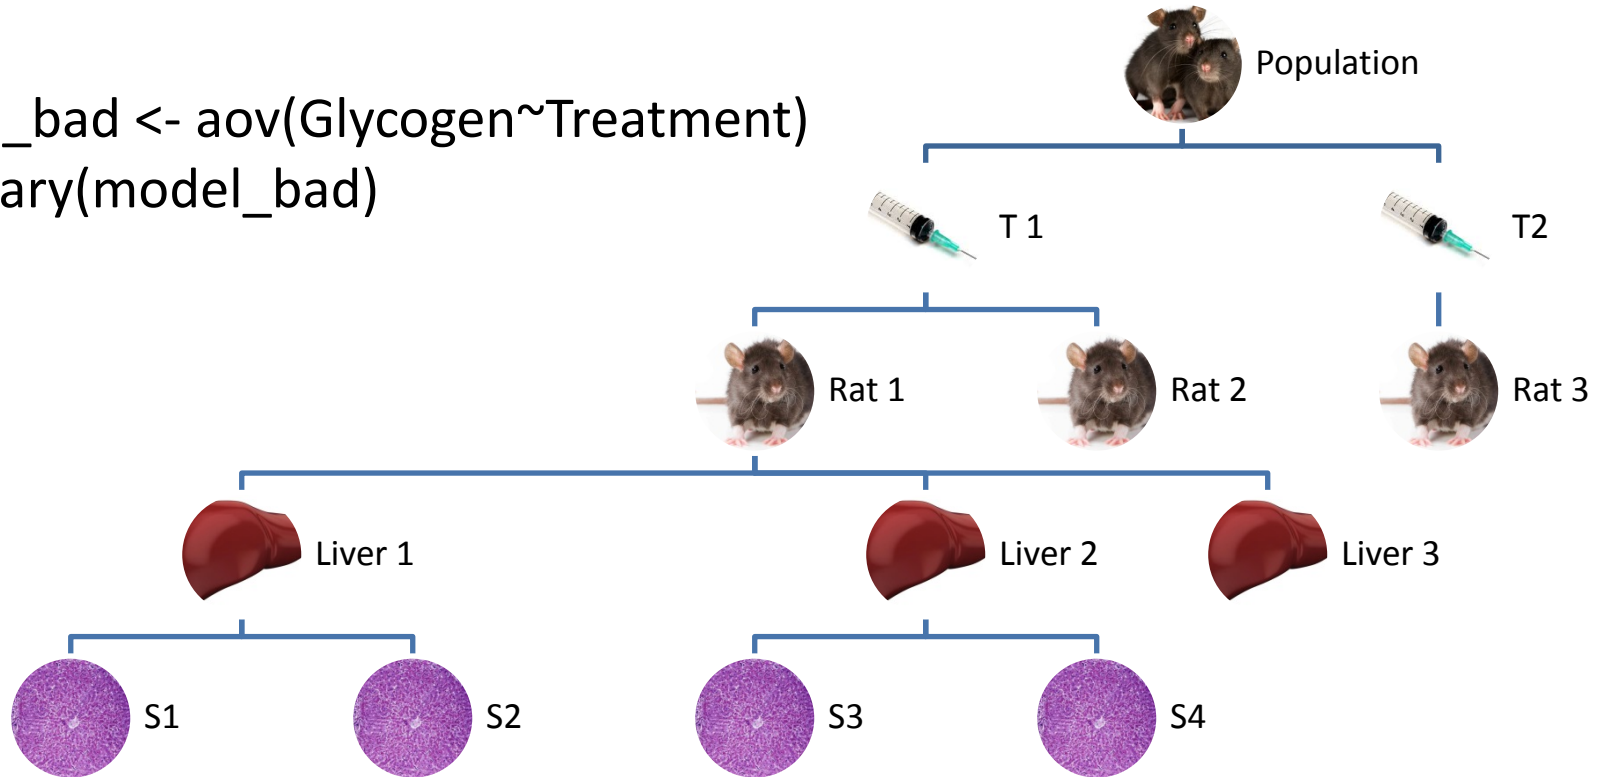 Population
_bad <- aov(Glycogen~Treatment)
ary(model_bad)
T 1
T2
Rat 1
Rat 2
Rat 3
Liver 1
Liver 2
Liver 3
S1
S2
S3
S4